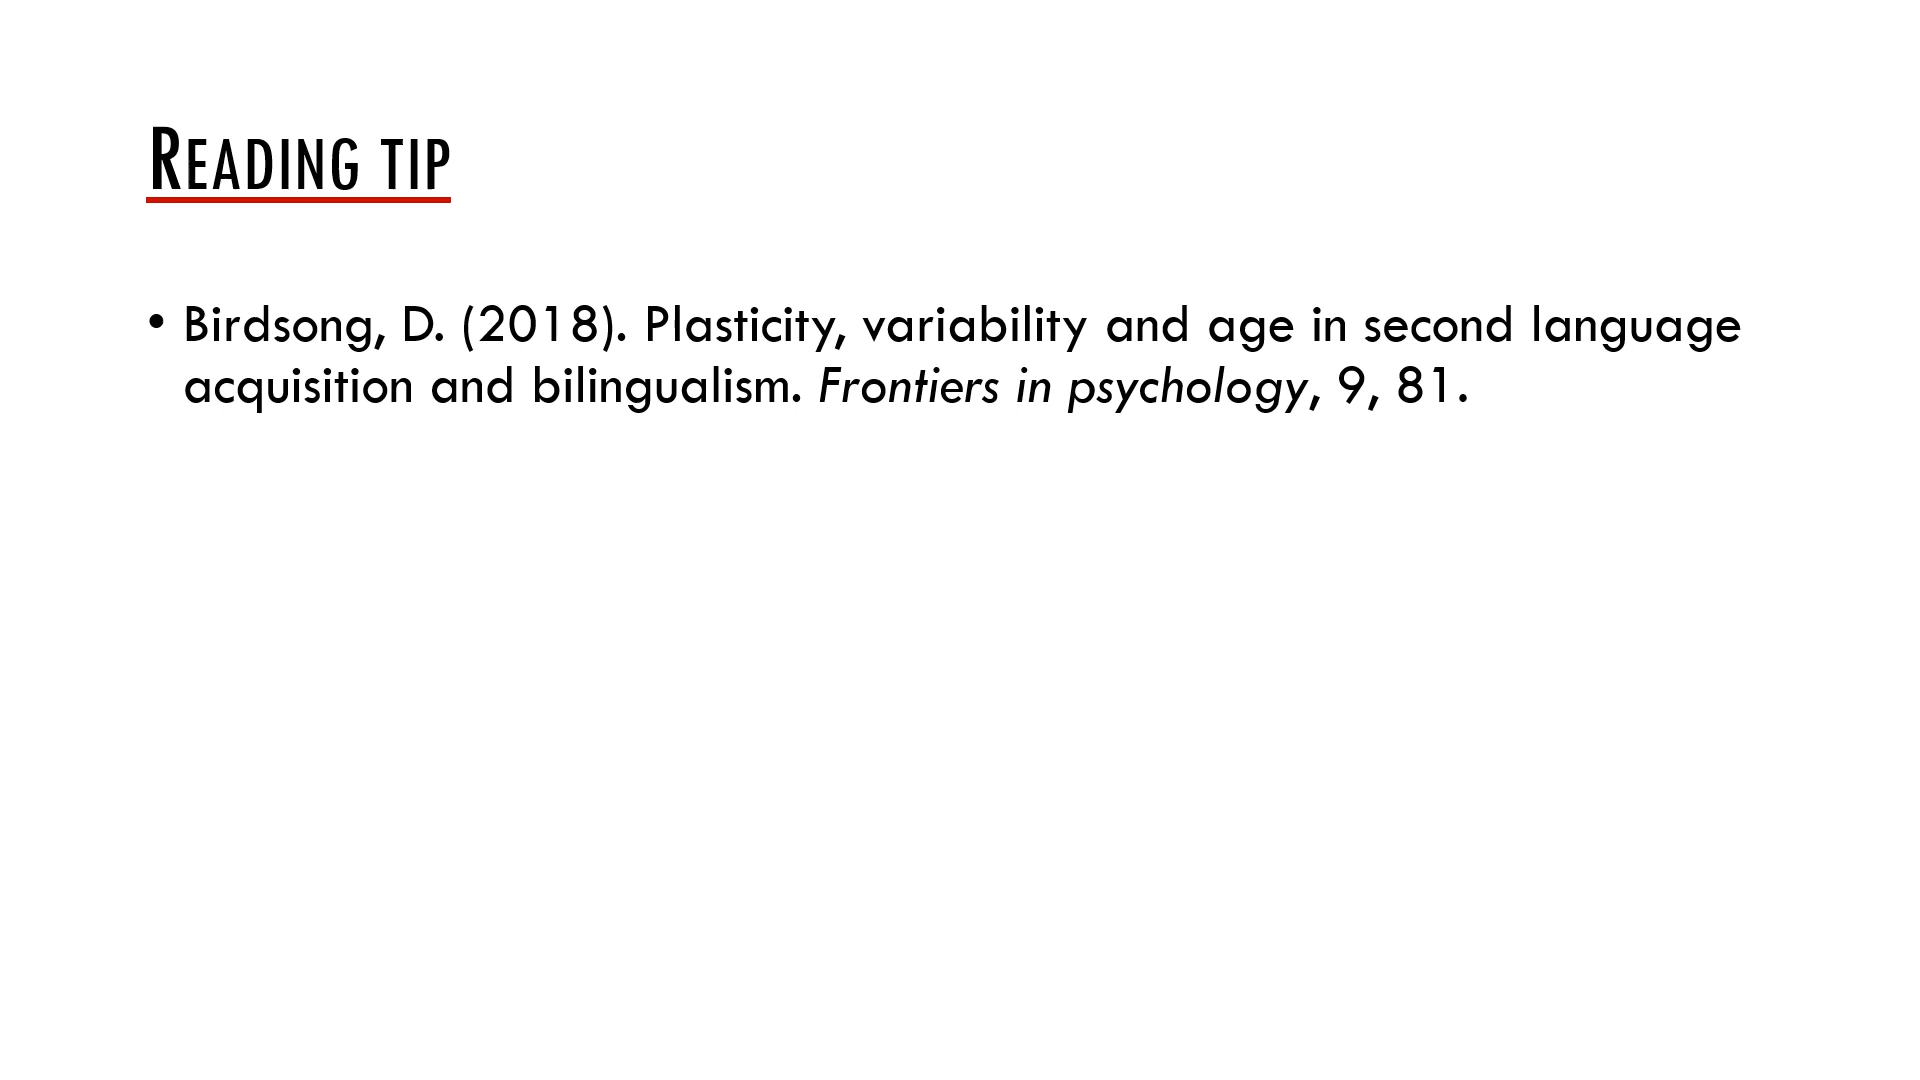 Reading tip
• Birdsong, D. (2018). Plasticity, variability and age in second language
acquisition and bilingualism. Frontiers in psychology, 9, 81.